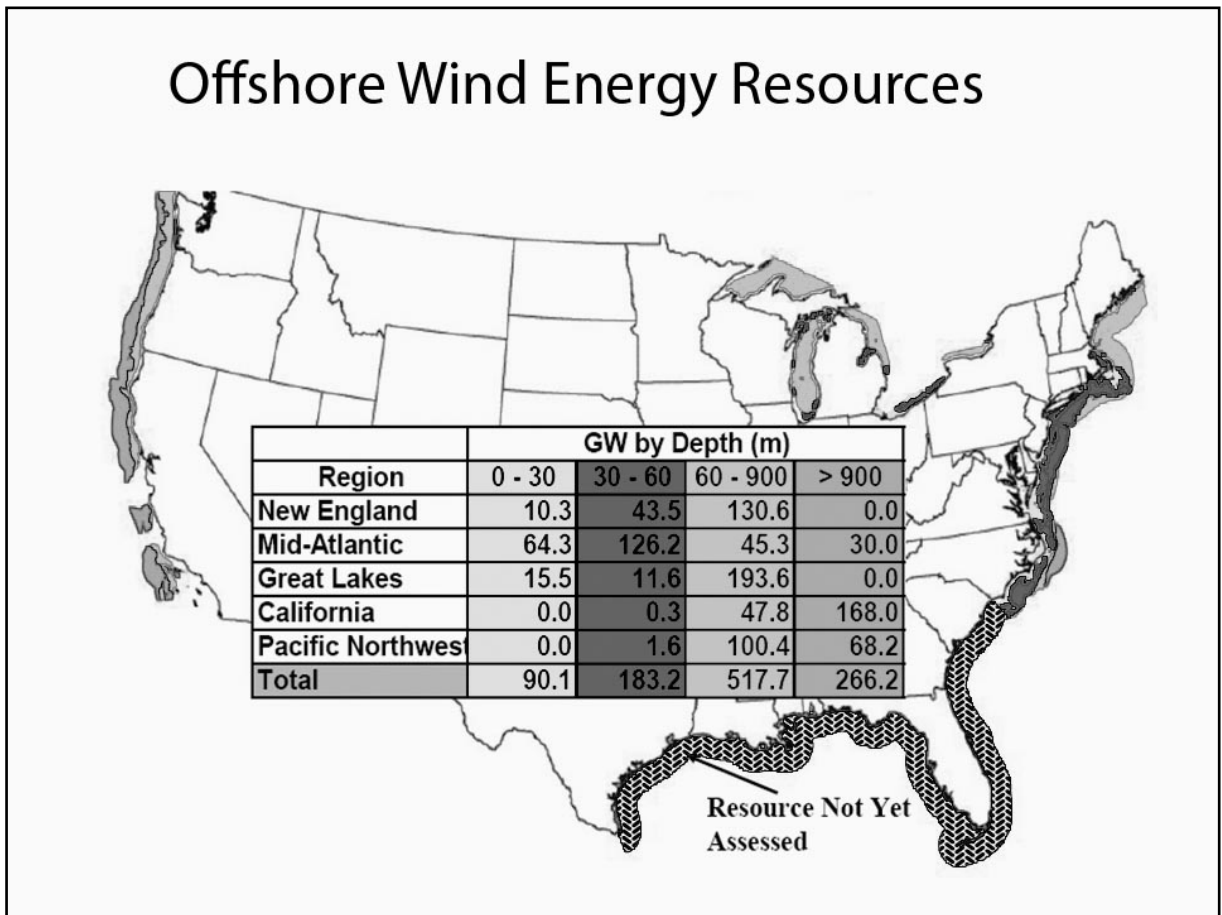 Offshore Wind Energy Resources
GW by Depth (m)
Region 0 - 30 30 - 60 60 - 900 > 900
New England 10.3 43.5 130.6 0.0
Mid-Atlantic 64.3 126.2 45.3 30.0
Great Lakes 15.5 11.6 193.6 0.0
California 0.0 0.3 47.8 168.0
Pacific Northwest 0.0 1.6 100.4 68.2
Total 90.1 183.2 517.7 266.2
Resource Not Yet
Assessed